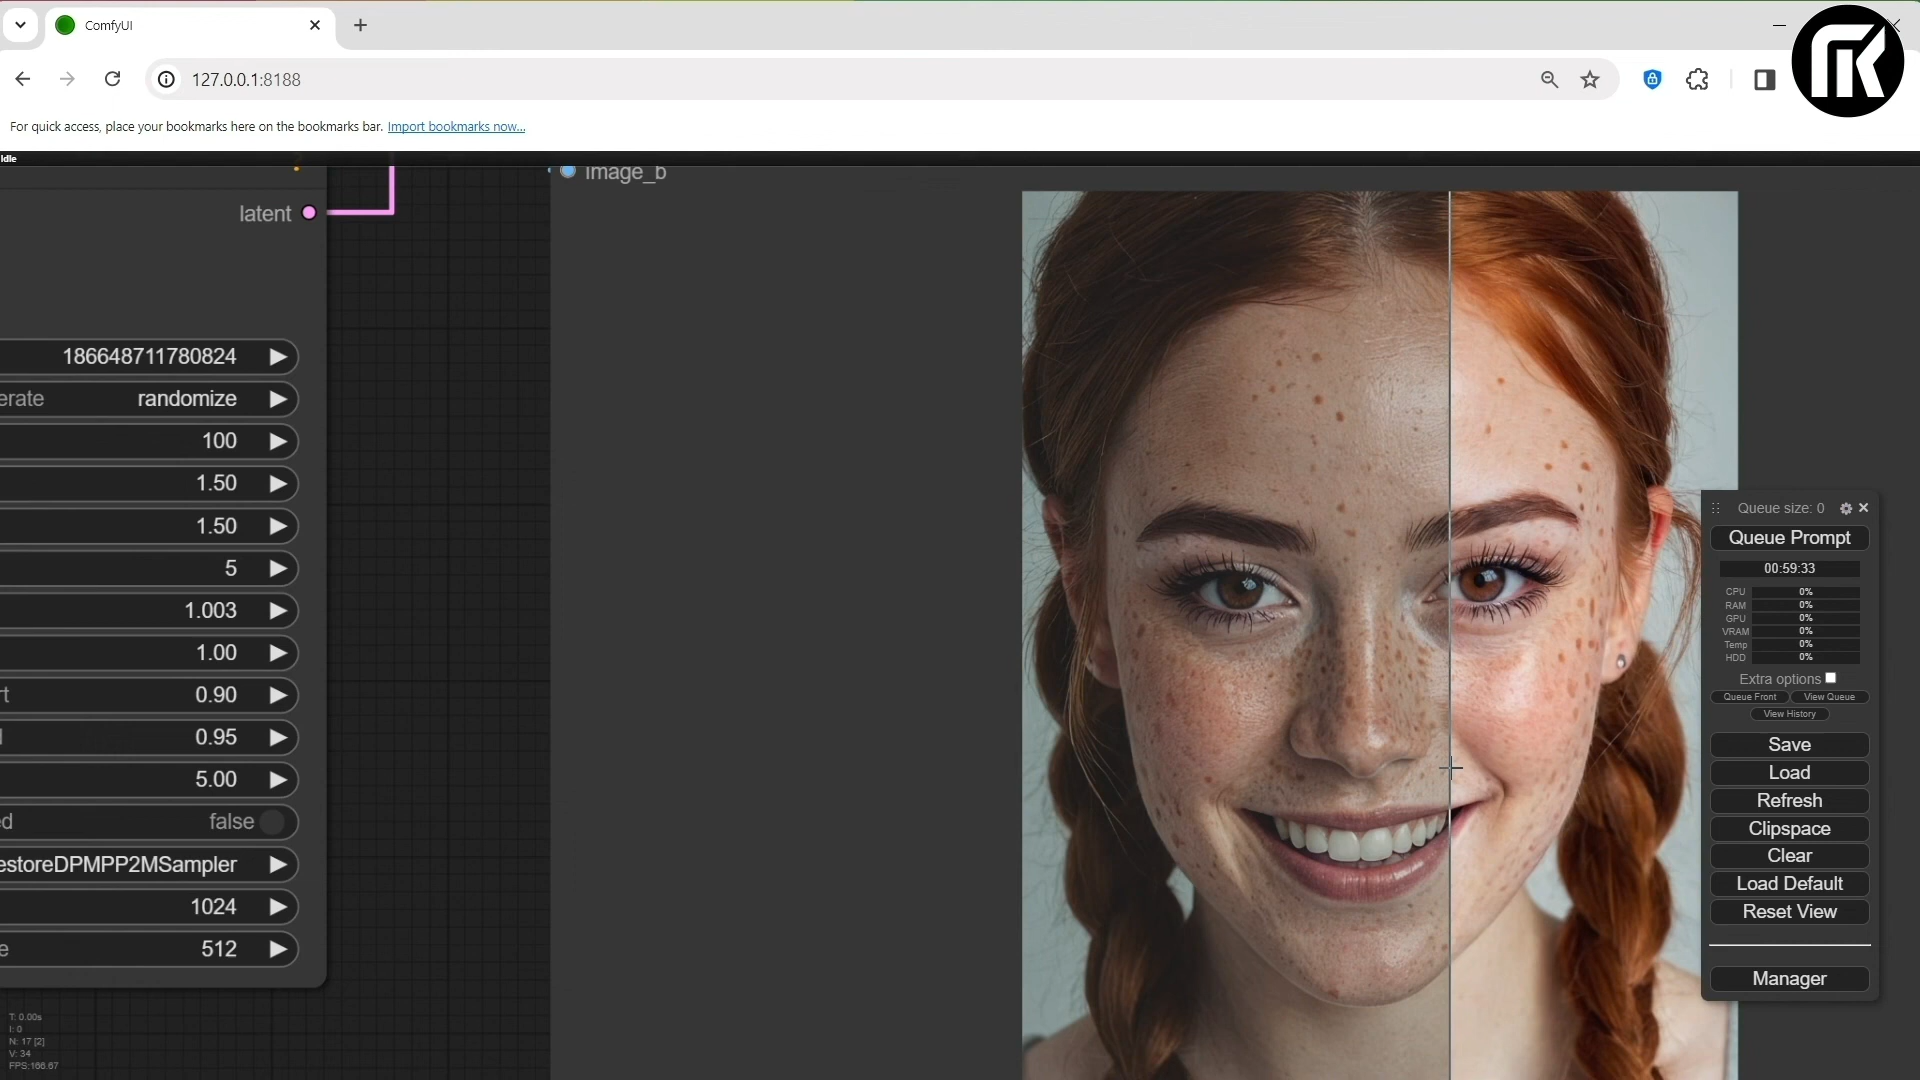 ComfyUI
127.0.0.1:8188
For quick access, place your bookmarks here on the bookmarks bar. Import bookmarks now...
Idle
image_b
latent
186648711780824
erate randomize
100
1.50
1.50
5
1.003
1.00
rt 0.90
0.95
5.00
ed false
estoreDPMPP2MSampler
1024
e 512
T: 0.00s
I: 0
N: 17 [2]
V: 34
FPS:166.67
Queue size: 0
Queue Prompt
00:59:33
CPU 0%
RAM 0%
GPU 0%
VRAM 0%
Temp 0%
HDD 0%
Extra options
Queue Front View Queue
View History
Save
Load
Refresh
Clipspace
Clear
Load Default
Reset View
Manager